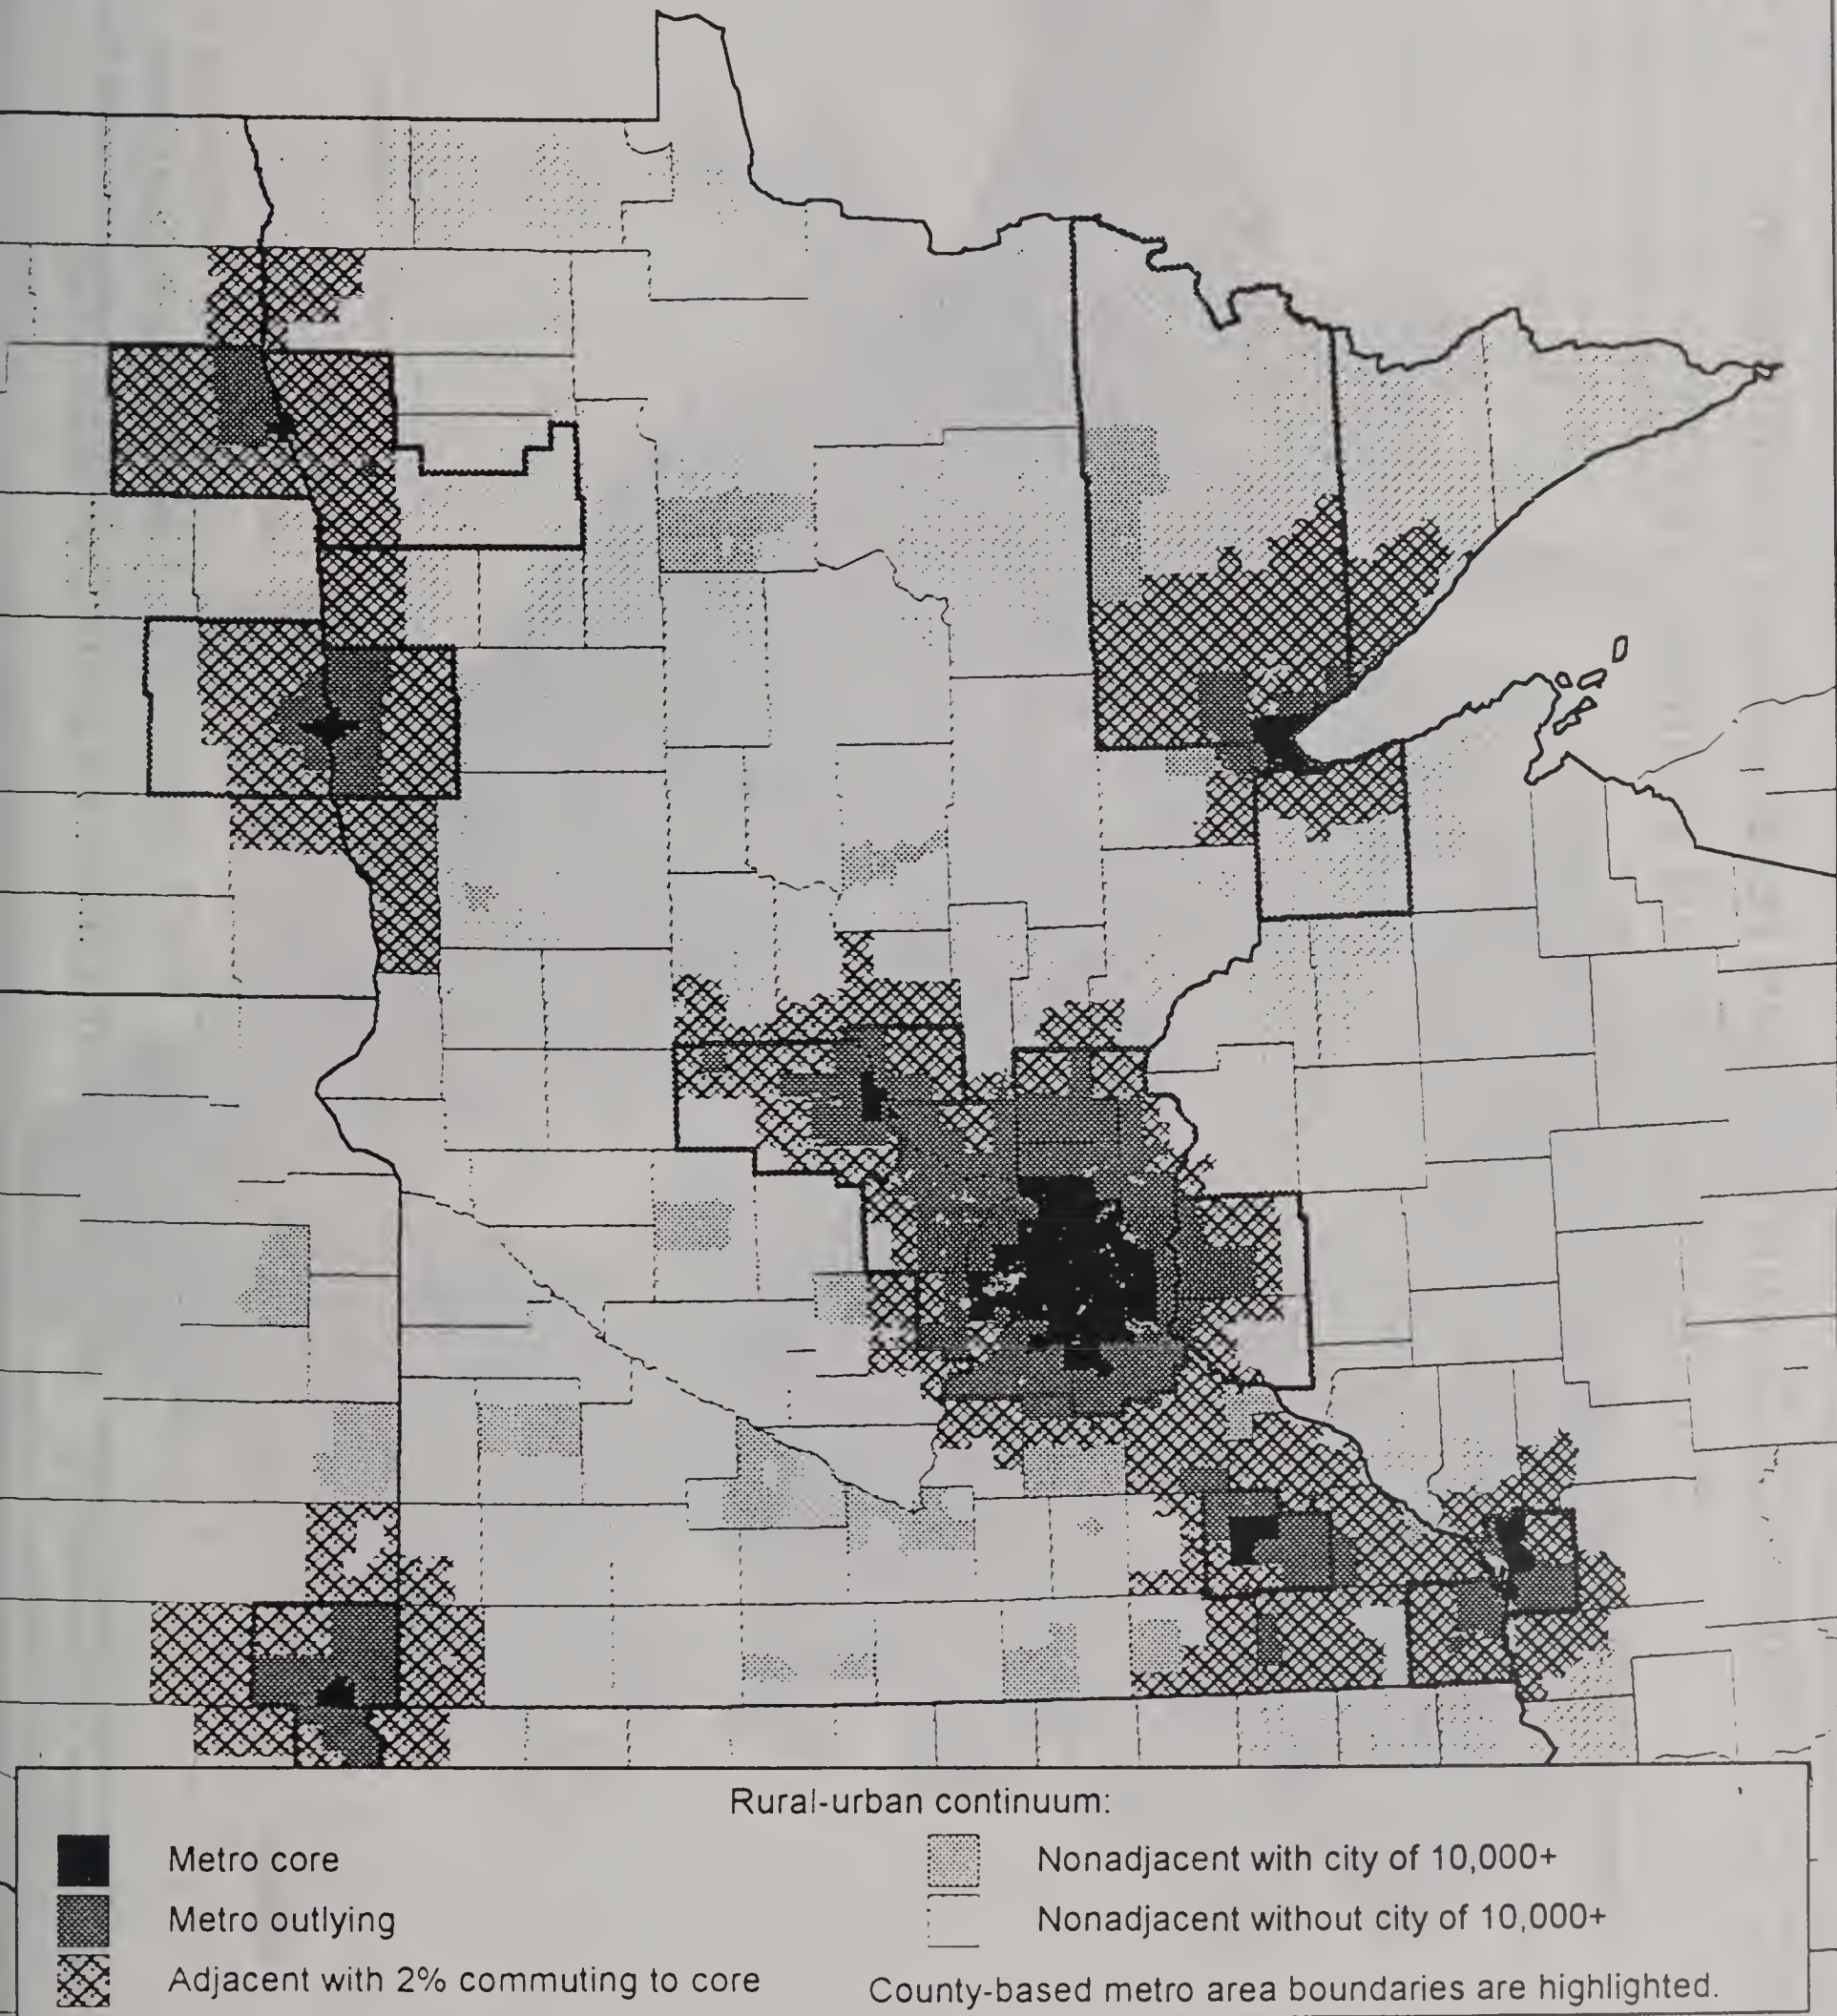 Rural-urban continuum:
Metro core
Metro outlying
Adjacent with 2% commuting to core
Nonadjacent with city of 10,000+
Nonadjacent without city of 10,000+
County-based metro area boundaries are highlighted.